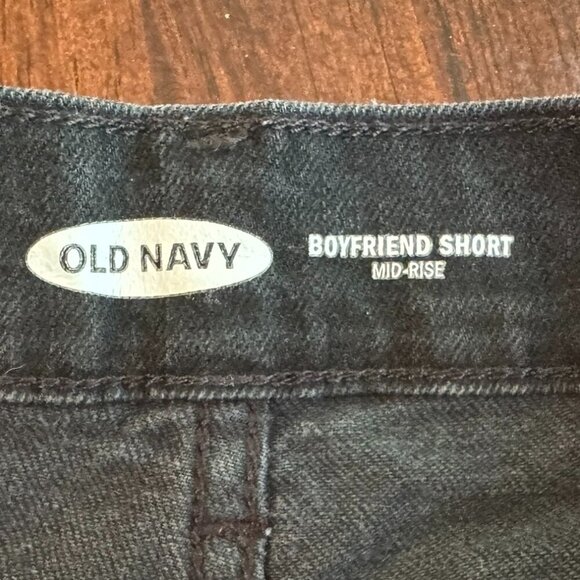 OLD NAVY
BOYFRIEND SHORT
MID-RISE